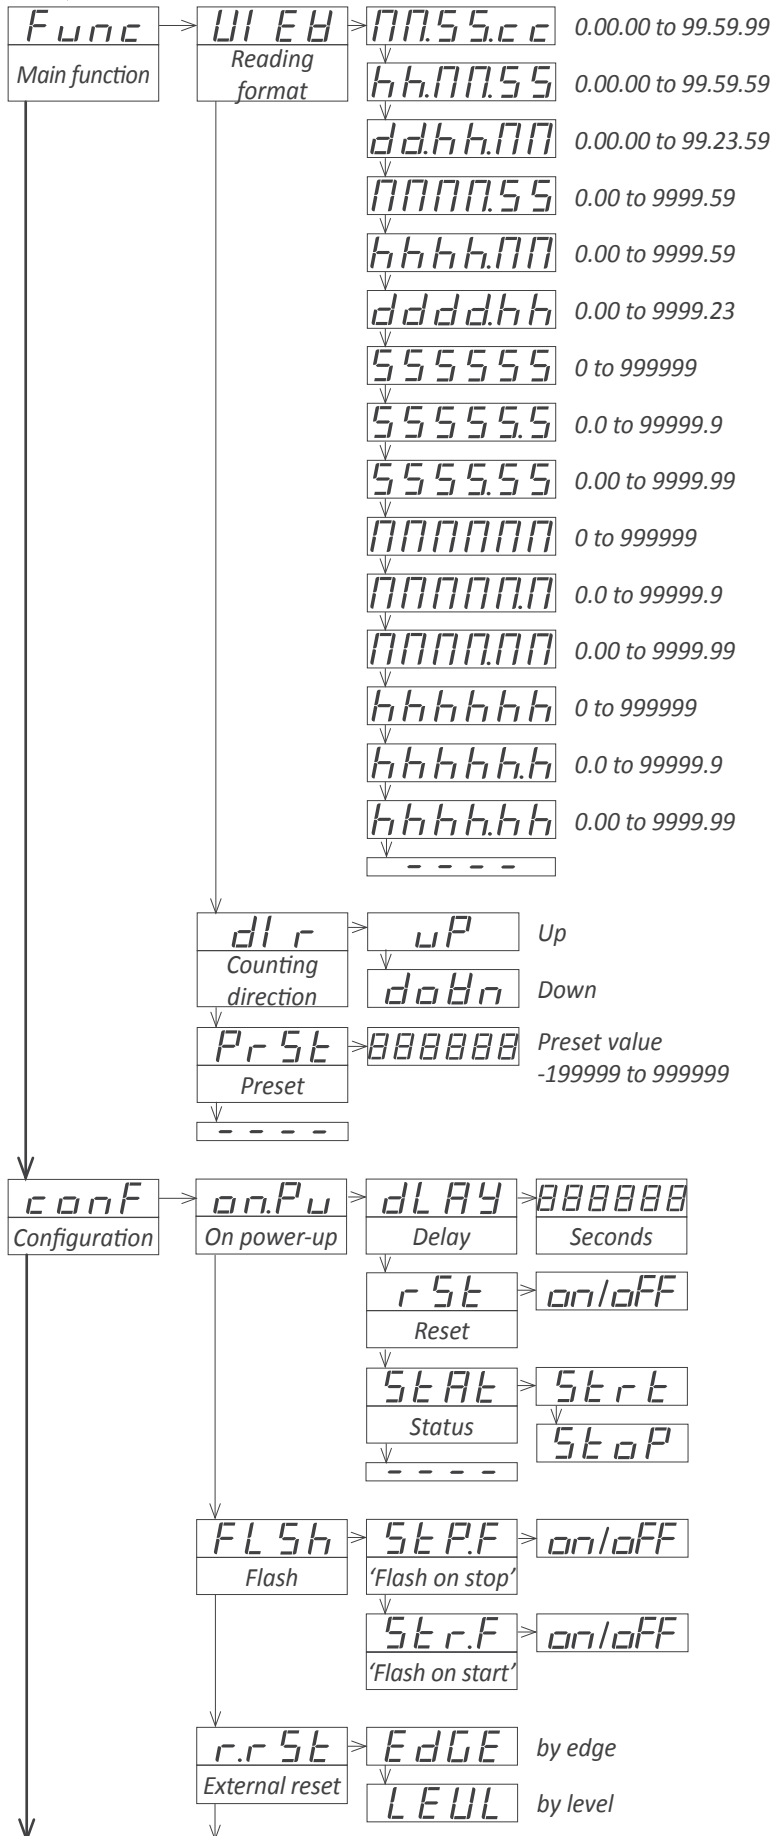 Func
Main function
VIEW
Reading
format
MM.SS.cc 0.00.00 to 99.59.99
hh.MM.SS 0.00.00 to 99.59.59
dd.hh.MM 0.00.00 to 99.23.59
MMMM.SS 0.00 to 9999.59
hhhh.MM 0.00 to 9999.59
dddd.hh 0.00 to 9999.23
SSSSSS 0 to 999999
SSSSS.S 0.0 to 99999.9
SSSS.SS 0.00 to 9999.99
MMMMMM 0 to 999999
MMMMM.M 0.0 to 99999.9
MMMM.MM 0.00 to 9999.99
hhhhhh 0 to 999999
hhhhh.h 0.0 to 99999.9
hhhh.hh 0.00 to 9999.99
- - - -
dIr
Counting
direction
uP Up
doWn Down
PrSt
Preset
888888 Preset value
-199999 to 999999
- - - -
conF
Configuration
on.Pu
On power-up
dLAY
Delay
888888
Seconds
rSt
Reset
on/oFF
StAt
Status
Strt
StoP
- - - -
FLSh
Flash
StP.F
'Flash on stop'
on/oFF
Str.F
'Flash on start'
on/oFF
r.rSt
External reset
EdGE by edge
LEVL by level